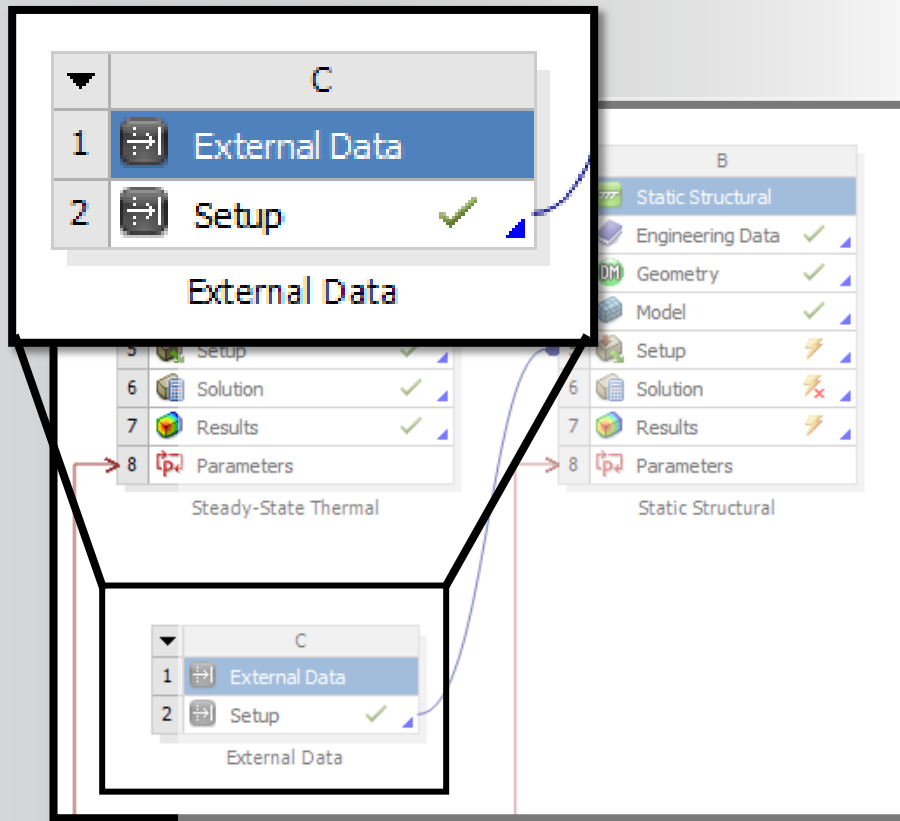 C
1 External Data
2 Setup
External Data
B
Static Structural
Engineering Data
DM Geometry
Model
5 Setup
Setup
6 Solution
6 Solution
7 Results
7 Results
8 Parameters
8 Parameters
Steady-State Thermal
Static Structural
C
1 External Data
2 Setup
External Data